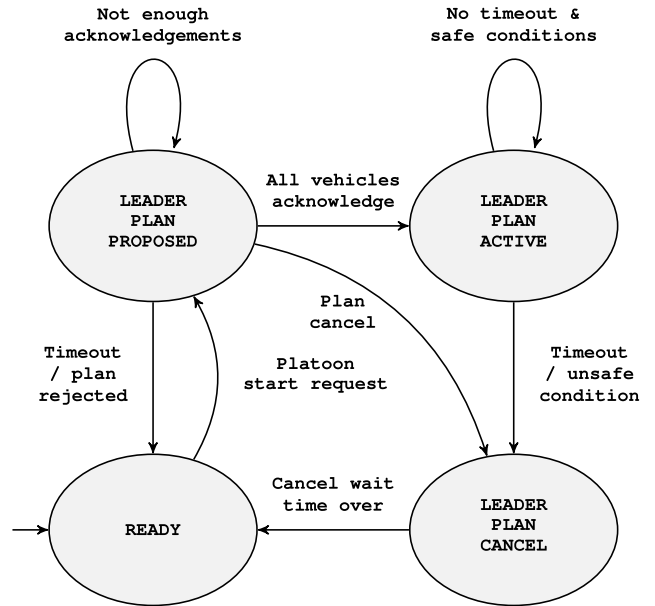 Not enough
acknowledgements
No timeout &
safe conditions
LEADER
PLAN
PROPOSED
All vehicles
acknowledge
LEADER
PLAN
ACTIVE
Plan
cancel
Timeout
/ plan
rejected
Platoon
start request
Timeout
/ unsafe
condition
READY
Cancel wait
time over
LEADER
PLAN
CANCEL